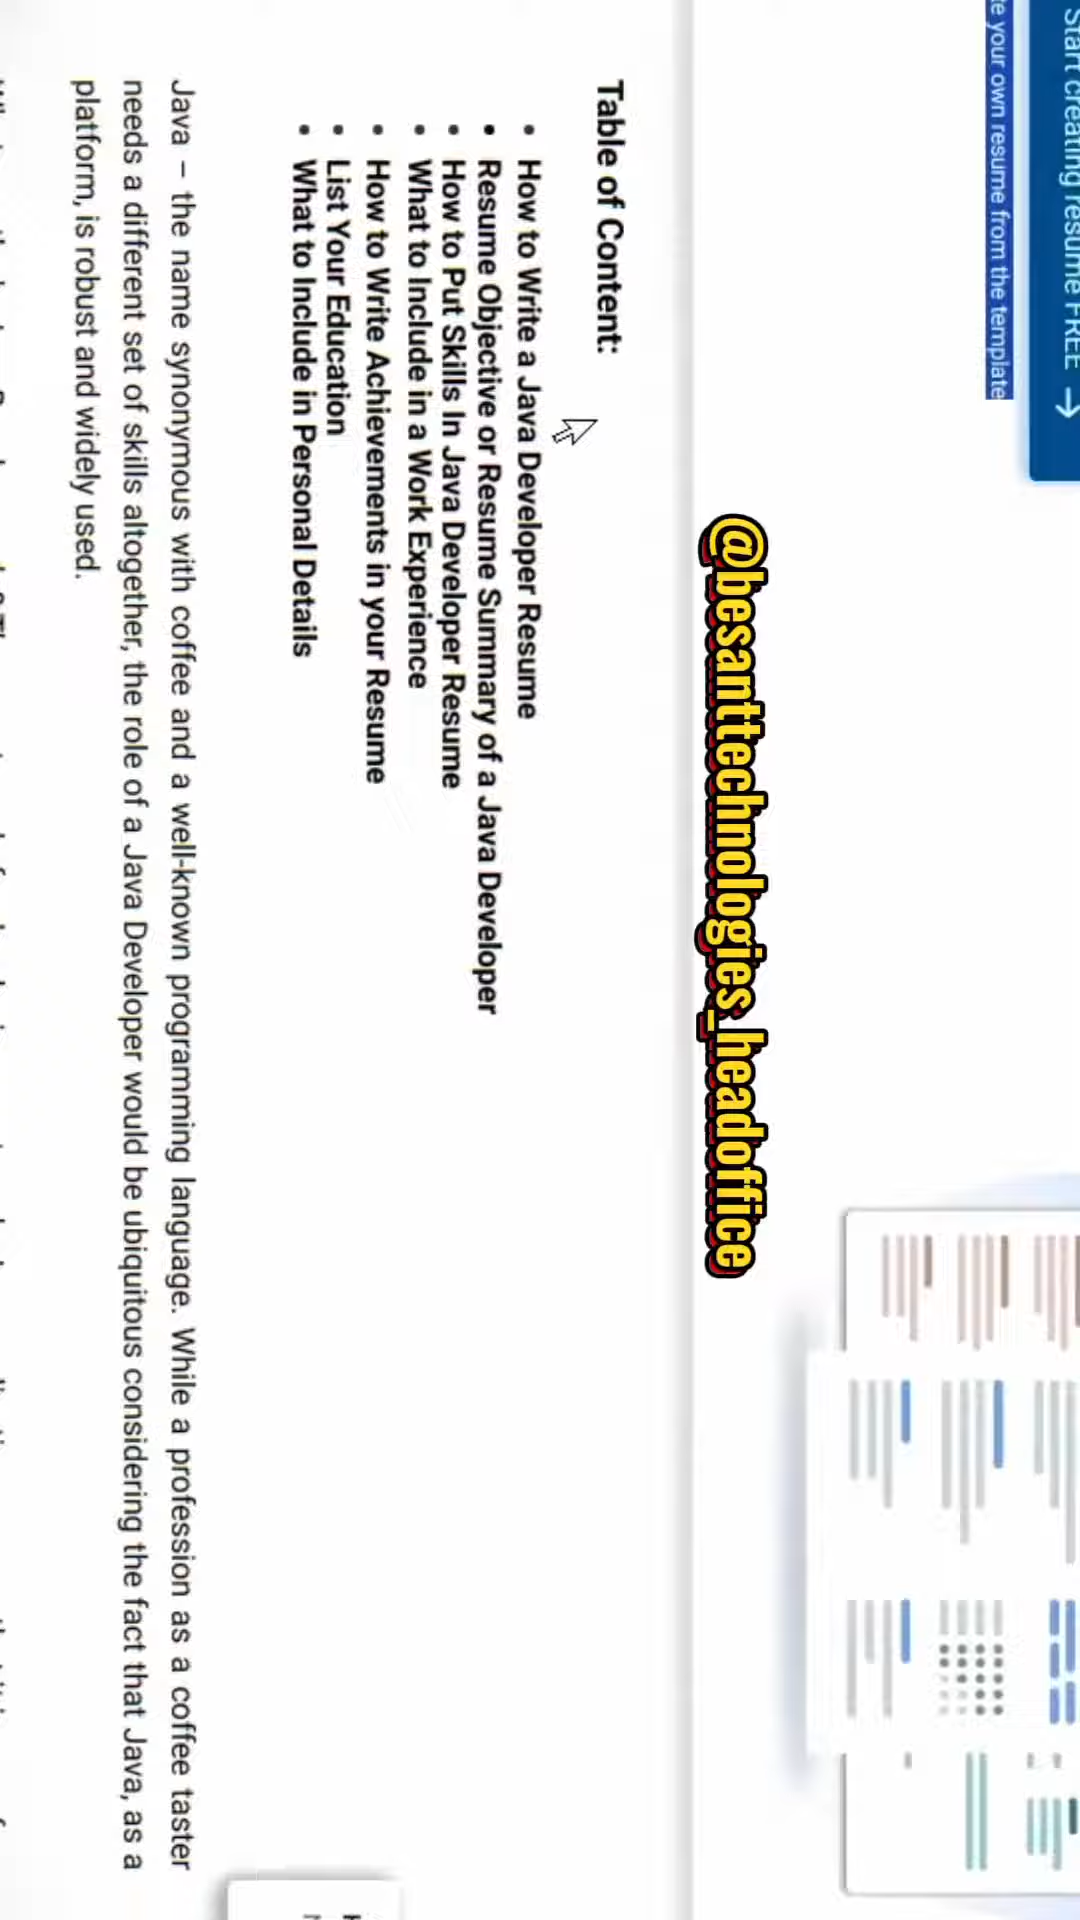 Start creating resume FREE →
your own resume from the template
@besanttechnologies_headoffice
Table of Content:
• How to Write a Java Developer Resume
• Resume Objective or Resume Summary of a Java Developer
• How to Put Skills In Java Developer Resume
• What to Include in a Work Experience
• How to Write Achievements in your Resume
• List Your Education
• What to Include in Personal Details
Java – the name synonymous with coffee and a well-known programming language. While a profession as a coffee taster
needs a different set of skills altogether, the role of a Java Developer would be ubiquitous considering the fact that Java, as a
platform, is robust and widely used.